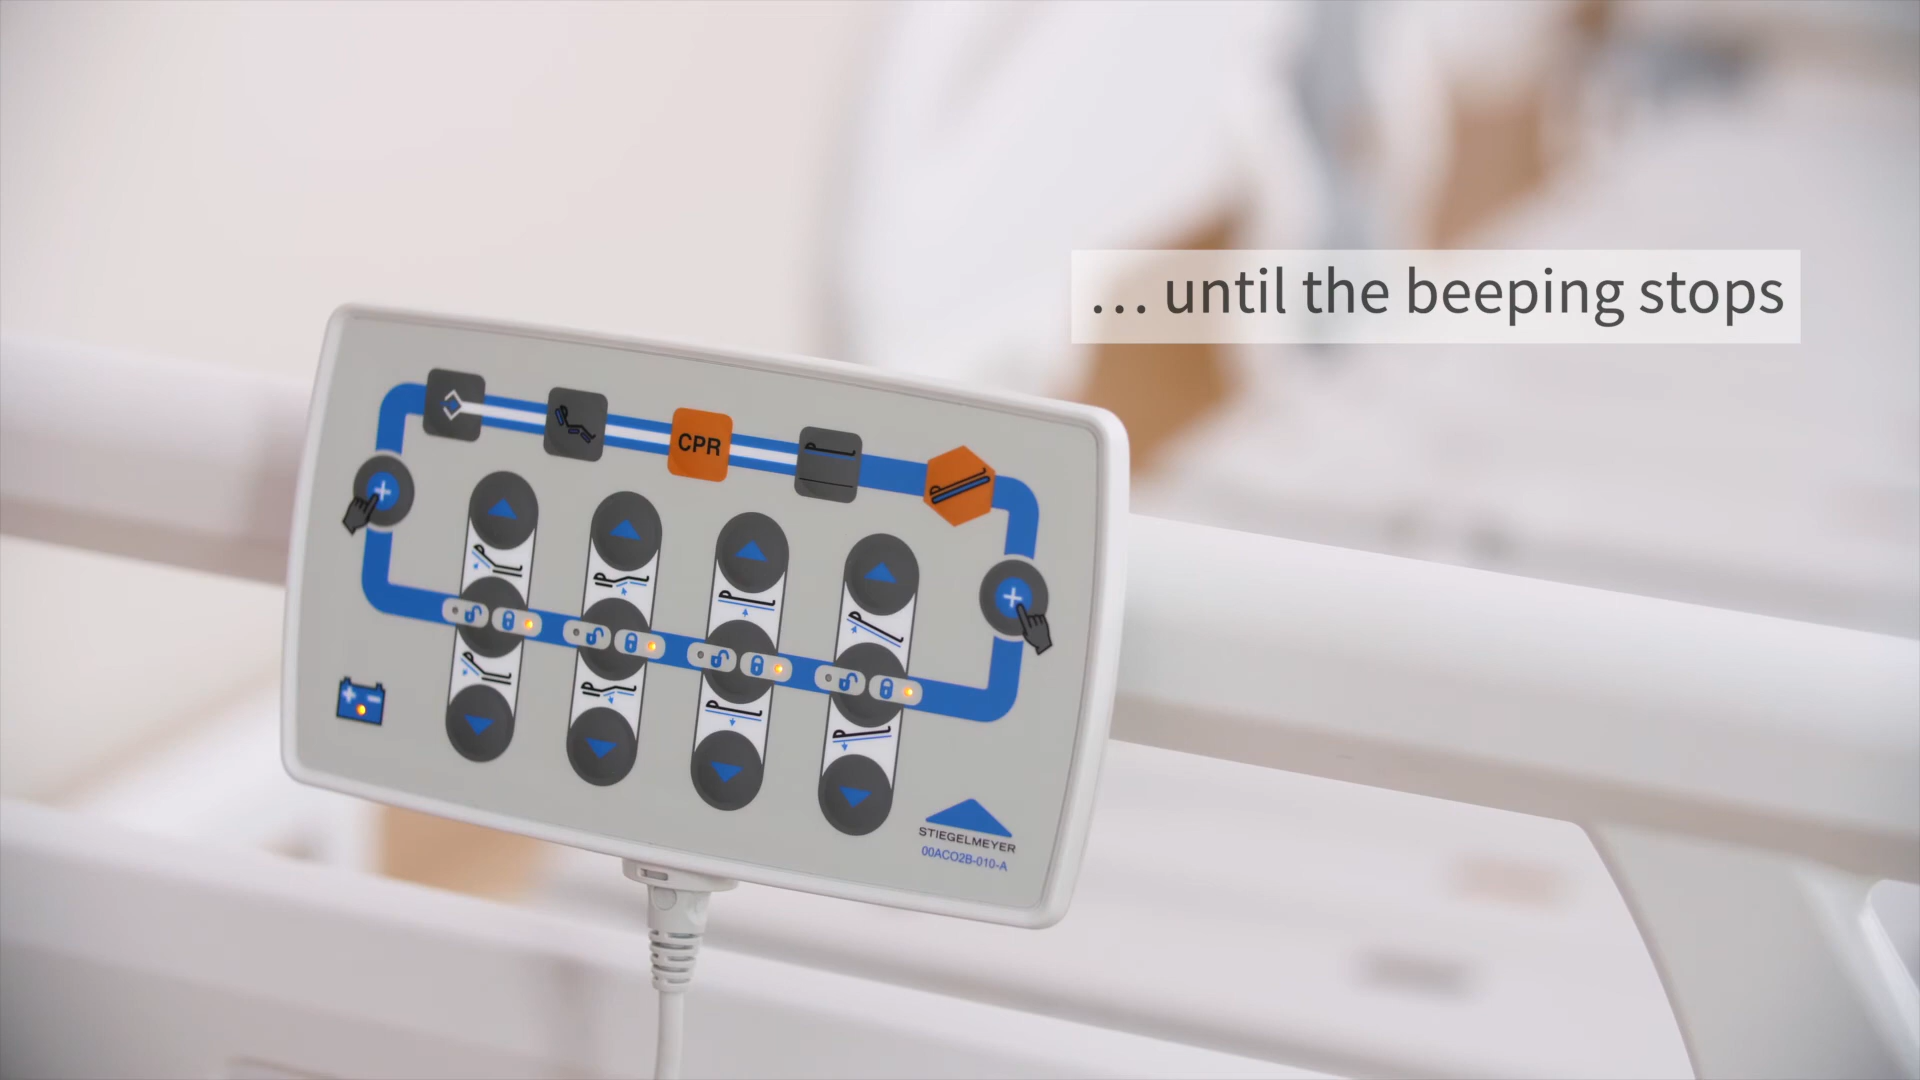 … until the beeping stops
CPR
STIEGELMEYER
00ACO2B-010-A